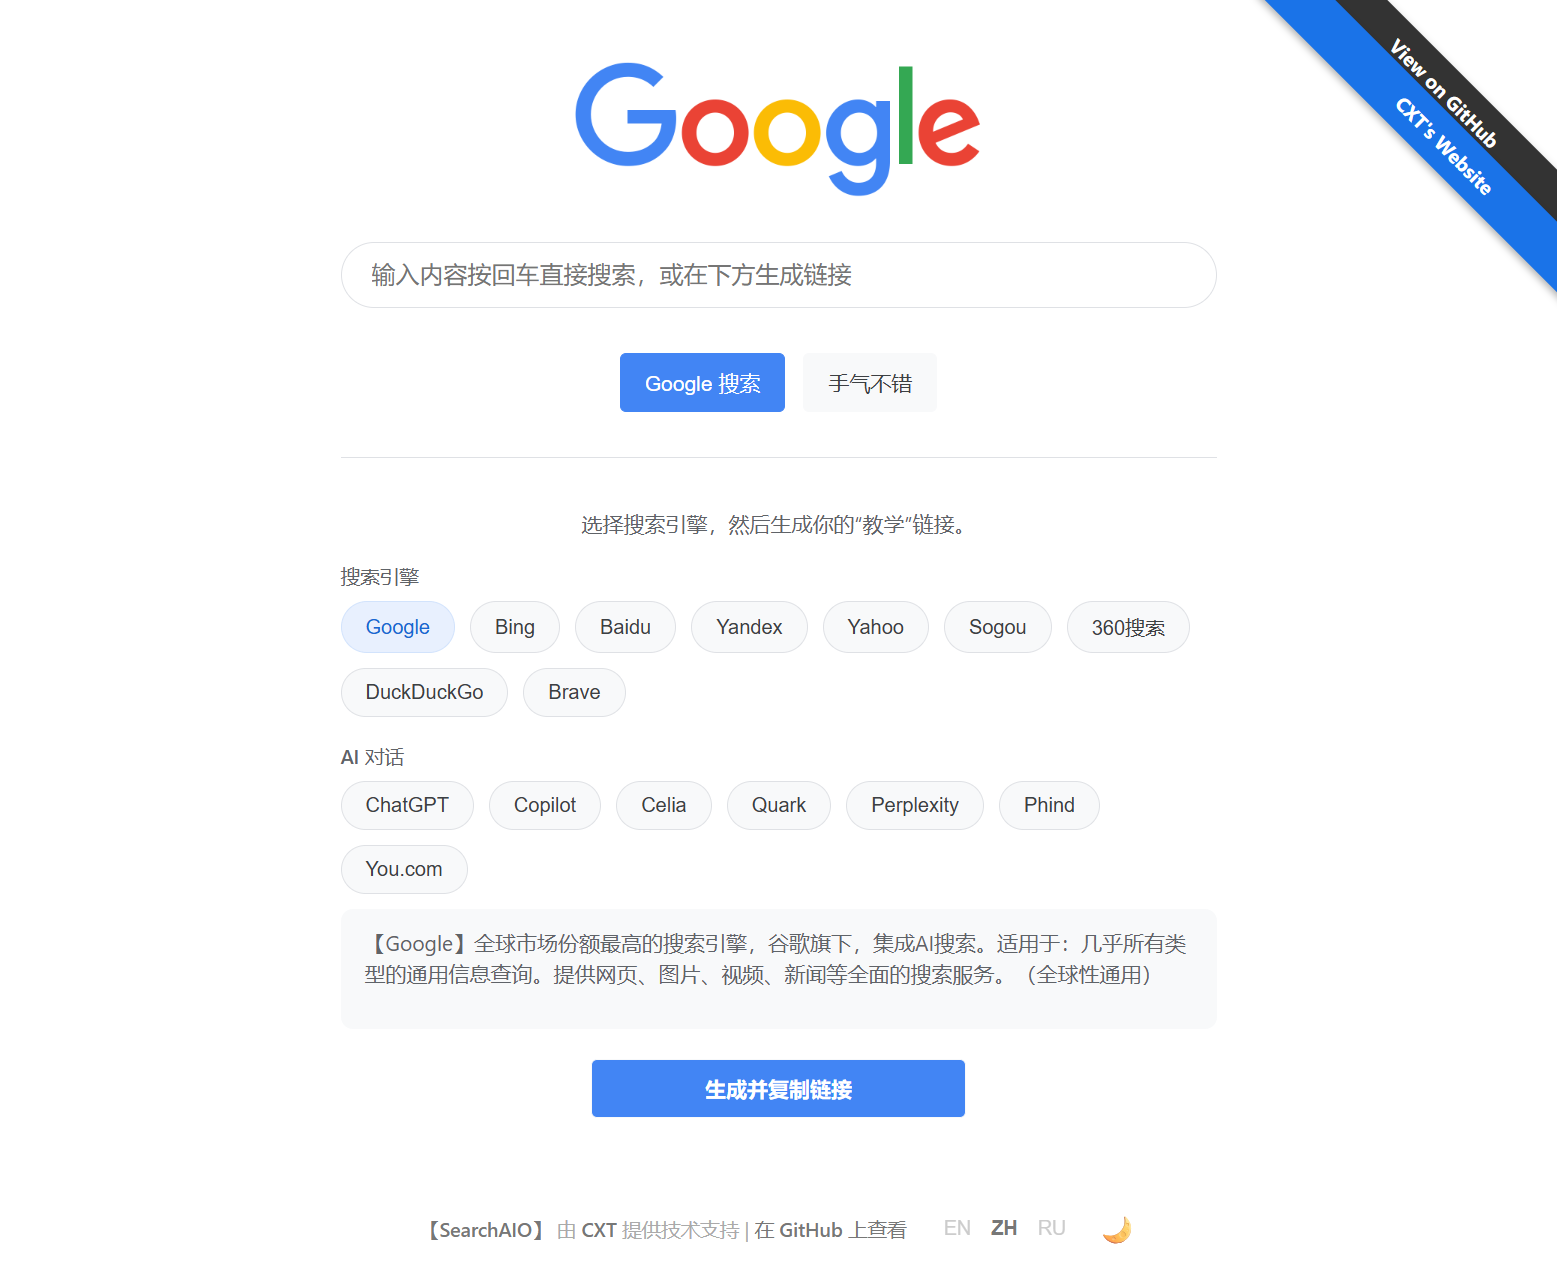 Google
View on GitHub
CXT's Website
输入内容按回车直接搜索，或在下方生成链接
Google 搜索
手气不错
选择搜索引擎，然后生成你的“教学”链接。
搜索引擎
Google
Bing
Baidu
Yandex
Yahoo
Sogou
360搜索
DuckDuckGo
Brave
AI 对话
ChatGPT
Copilot
Celia
Quark
Perplexity
Phind
You.com
【Google】全球市场份额最高的搜索引擎，谷歌旗下，集成AI搜索。适用于：几乎所有类
型的通用信息查询。提供网页、图片、视频、新闻等全面的搜索服务。（全球性通用）
生成并复制链接
【SearchAIO】 由 CXT 提供技术支持 | 在 GitHub 上查看
EN ZH RU